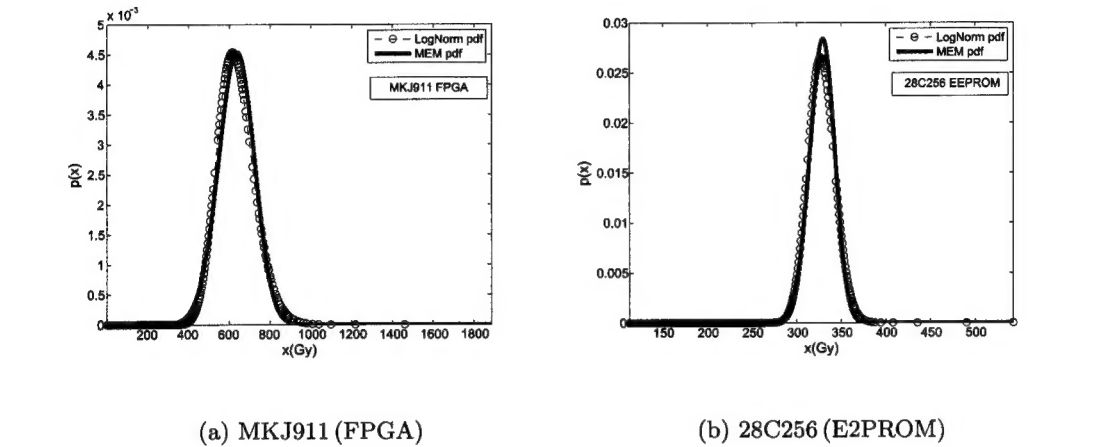 5 x 10⁻³
4.5
4
3.5
3
2.5
2
1.5
1
0.5
0
200 400 600 800 1000 1200 1400 1600 1800
x(Gy)
p(x)
LogNorm pdf
MEM pdf
MKJ911 FPGA
(a) MKJ911 (FPGA)
0.03
0.025
0.02
0.015
0.01
0.005
0
150 200 250 300 350 400 450 500
x(Gy)
p(x)
LogNorm pdf
MEM pdf
28C256 EEPROM
(b) 28C256 (E2PROM)